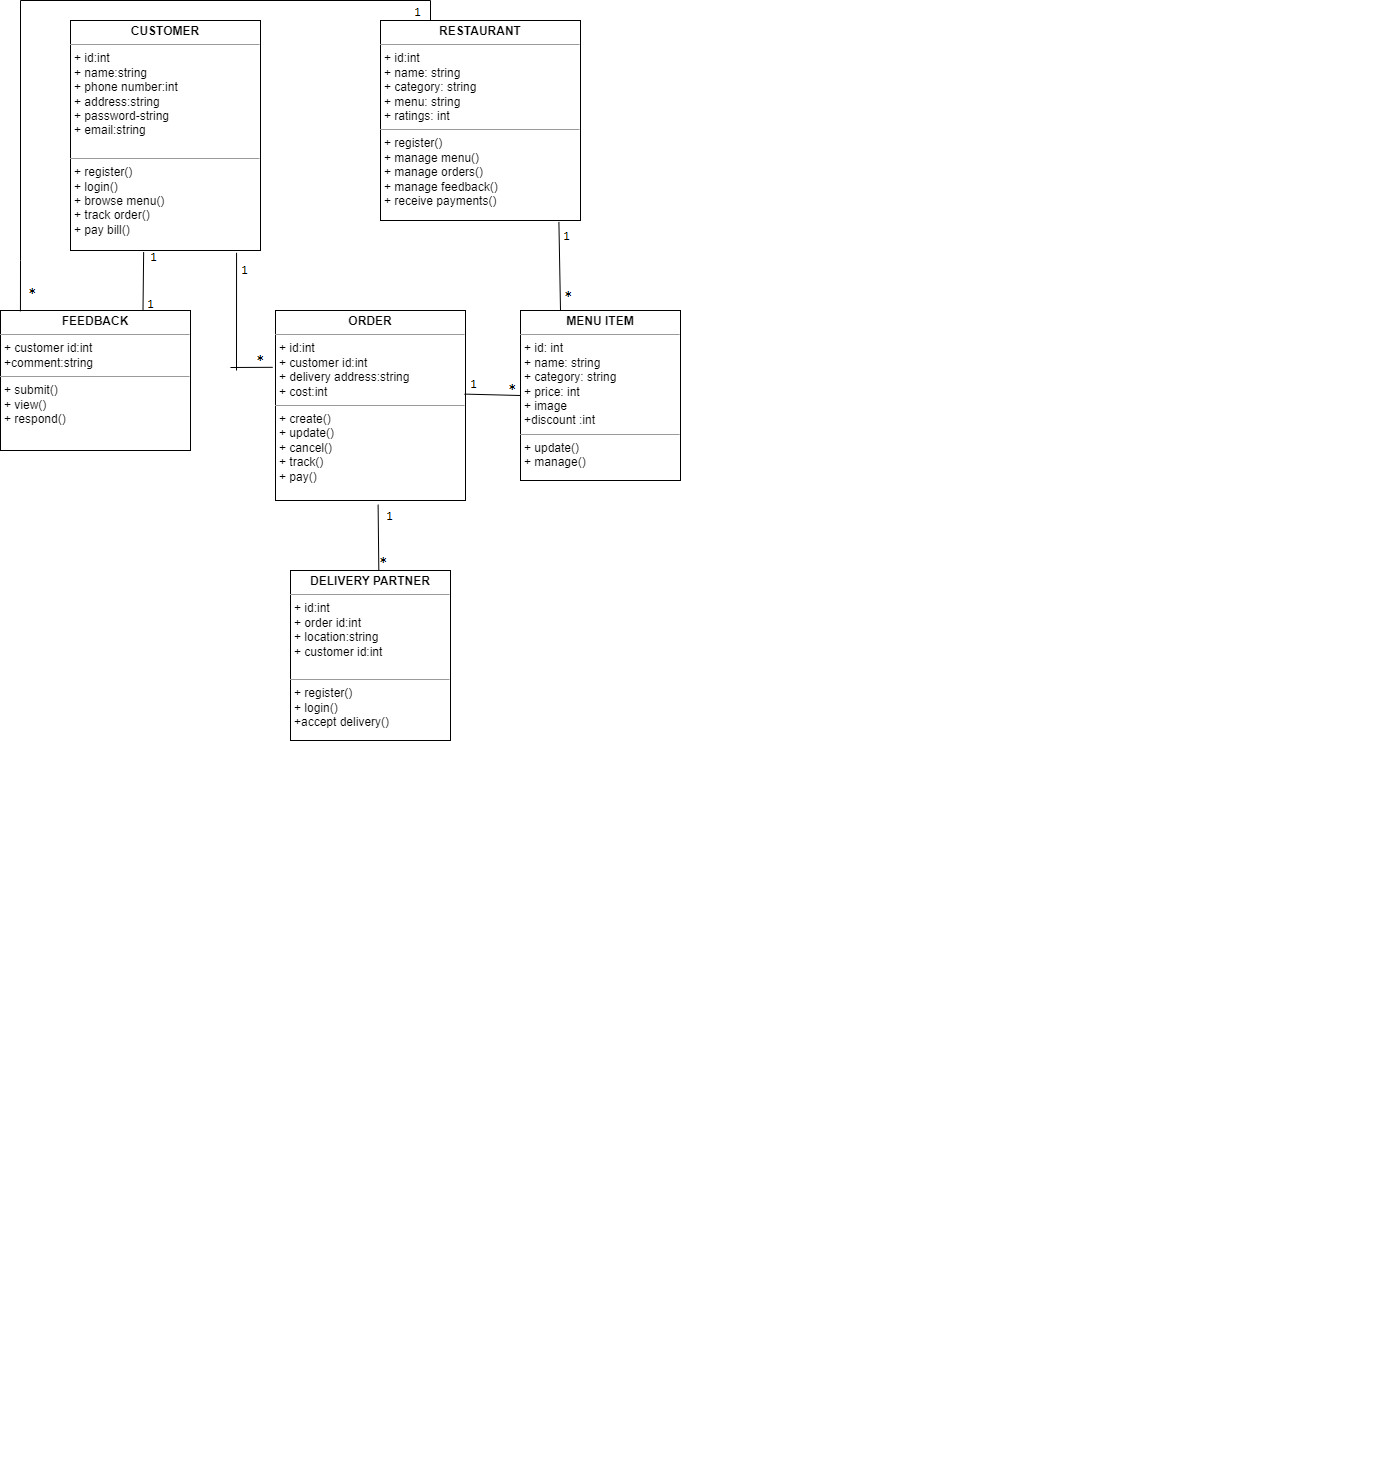 1
CUSTOMER
+ id:int
+ name:string
+ phone number:int
+ address:string
+ password-string
+ email:string
+ register()
+ login()
+ browse menu()
+ track order()
+ pay bill()
RESTAURANT
+ id:int
+ name: string
+ category: string
+ menu: string
+ ratings: int
+ register()
+ manage menu()
+ manage orders()
+ manage feedback()
+ receive payments()
1
1
1
*
1
*
FEEDBACK
+ customer id:int
+comment:string
+ submit()
+ view()
+ respond()
*
ORDER
+ id:int
+ customer id:int
+ delivery address:string
+ cost:int
+ create()
+ update()
+ cancel()
+ track()
+ pay()
1
*
MENU ITEM
+ id: int
+ name: string
+ category: string
+ price: int
+ image
+discount :int
+ update()
+ manage()
1
*
DELIVERY PARTNER
+ id:int
+ order id:int
+ location:string
+ customer id:int
+ register()
+ login()
+accept delivery()